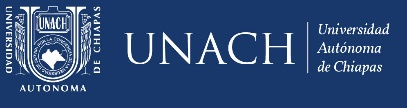 UNACH
UNIVERSIDAD
AUTONOMA
DE CHIAPAS
UNACH
Universidad
Autónoma
de Chiapas